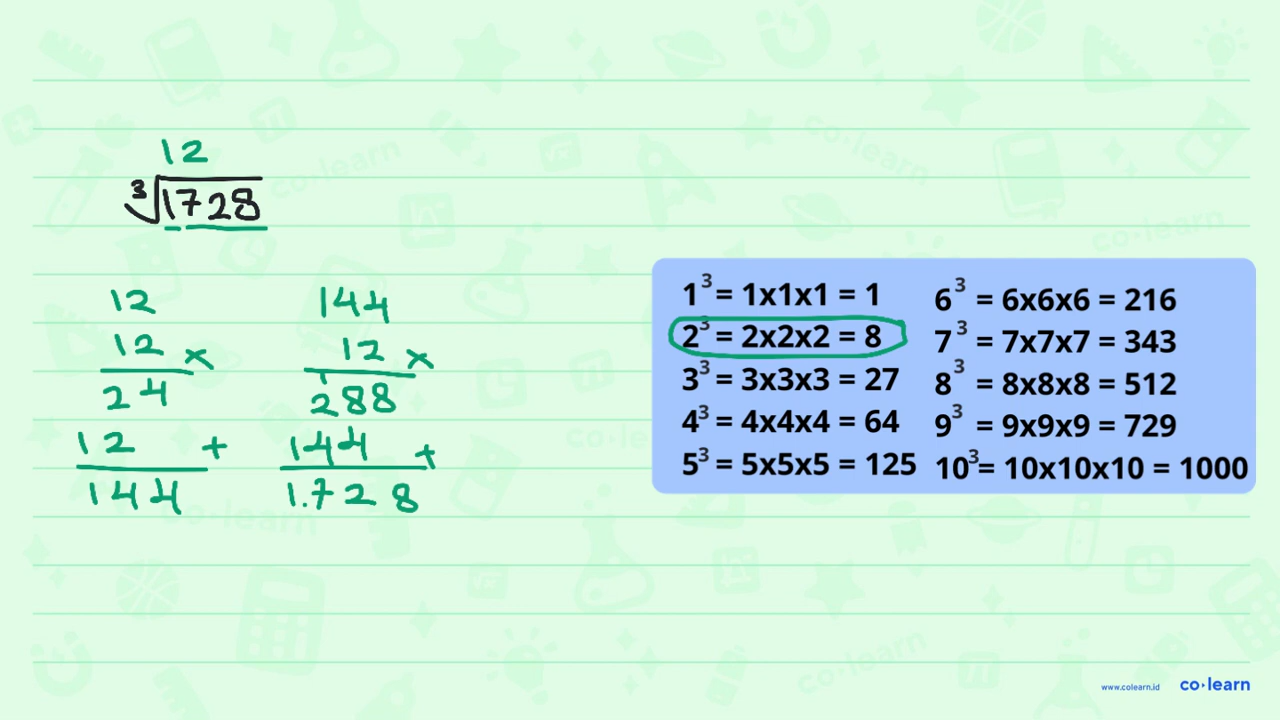 12
³√1728
12
12 x
24
12 +
144
144
12 x
288
144 +
1.728
1³ = 1x1x1 = 1
2³ = 2x2x2 = 8
3³ = 3x3x3 = 27
4³ = 4x4x4 = 64
5³ = 5x5x5 = 125
6³ = 6x6x6 = 216
7³ = 7x7x7 = 343
8³ = 8x8x8 = 512
9³ = 9x9x9 = 729
10³ = 10x10x10 = 1000
www.colearn.id
co·learn